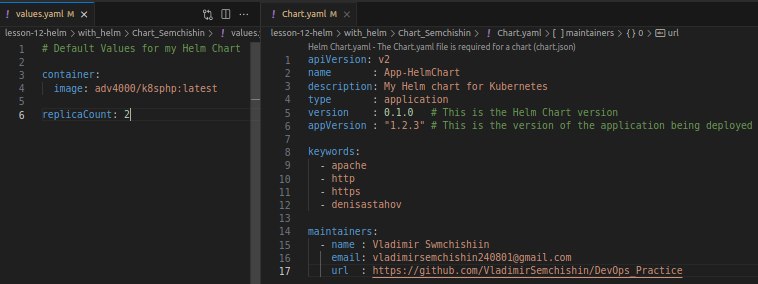 values.yaml M ×
lesson-12-helm > with_helm > Chart_Semchishin > ! values.
1 # Default Values for my Helm Chart
2
3 container:
4 image: adv4000/k8sphp:latest
5
6 replicaCount: 2
! Chart.yaml M ×
lesson-12-helm > with_helm > Chart_Semchishin > ! Chart.yaml > [ ] maintainers > {} 0 > url
Helm Chart.yaml - The Chart.yaml file is required for a chart (chart.json)
1 apiVersion: v2
2 name : App-HelmChart
3 description: My Helm chart for Kubernetes
4 type : application
5 version : 0.1.0 # This is the Helm Chart version
6 appVersion : "1.2.3" # This is the version of the application being deployed
7
8 keywords:
9 - apache
10 - http
11 - https
12 - denisastahov
13
14 maintainers:
15 - name : Vladimir Swmchishiin
16 email: vladimirsemchishin240801@gmail.com
17 url : https://github.com/VladimirSemchishin/DevOps_Practice